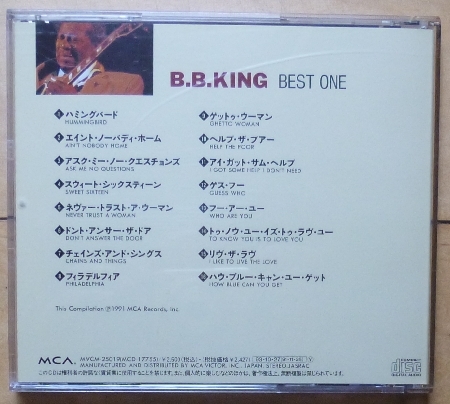 B.B.KING BEST ONE
1 ハミングバード
HUMMINGBIRD
2 エイント・ノーバディ・ホーム
AIN'T NOBODY HOME
3 アスク・ミー・ノー・クエスチョンズ
ASK ME NO QUESTIONS
4 スウィート・シックスティーン
SWEET SIXTEEN
5 ネヴァー・トラスト・ア・ウーマン
NEVER TRUST A WOMAN
6 ドント・アンサー・ザ・ドア
DON'T ANSWER THE DOOR
7 チェインズ・アンド・シングス
CHAINS AND THINGS
8 フィラデルフィア
PHILADELPHIA
9 ゲットゥ・ウーマン
GHETTO WOMAN
10 ヘルプ・ザ・プアー
HELP THE POOR
11 アイ・ガット・サム・ヘルプ
I GOT SOME HELP I DON'T NEED
12 ゲス・フー
GUESS WHO
13 フー・アー・ユー
WHO ARE YOU
14 トゥ・ノウ・ユー・イズ・トゥ・ラヴ・ユー
TO KNOW YOU IS TO LOVE YOU
15 リヴ・ザ・ラヴ
I LIKE TO LIVE THE LOVE
16 ハウ・ブルー・キャン・ユー・ゲット
HOW BLUE CAN YOU GET
This Compilation ℗1991 MCA Records, Inc.
MCA
MVCM-2501(RMCD-17755)
MANUFACTURED AND DISTRIBUTED BY MCA VICTOR, INC. JAPAN. STEREO JASRAC
COMPACT
disc
DIGITAL AUDIO